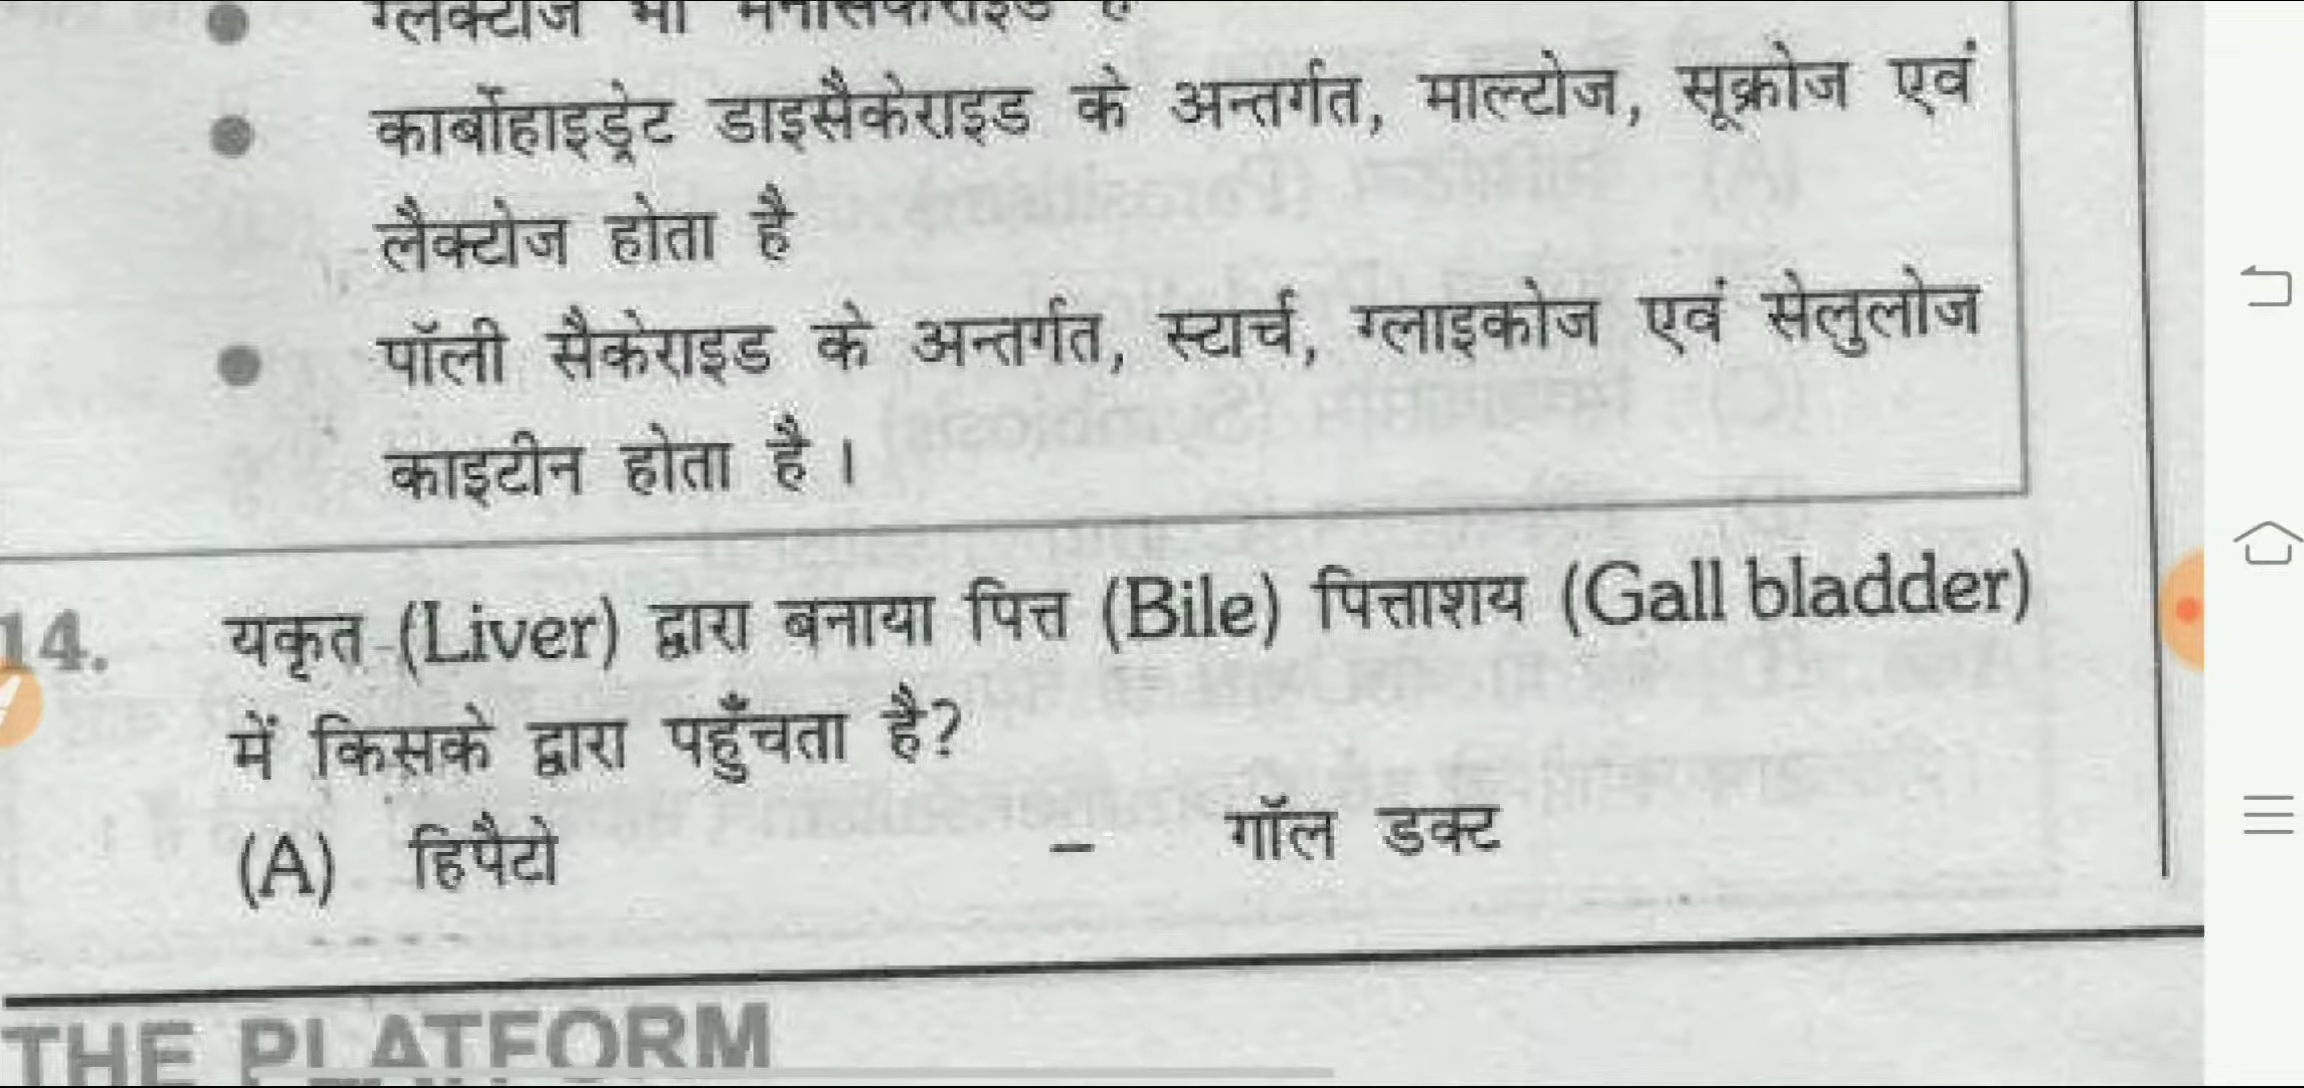 कार्बोहाइड्रेट डाइसैकेराइड के अन्तर्गत, माल्टोज, सूक्रोज एवं
लैक्टोज होता है
पॉली सैकेराइड के अन्तर्गत, स्टार्च, ग्लाइकोज एवं सेलुलोज
काइटीन होता है।
14. यकृत (Liver) द्वारा बनाया पित्त (Bile) पित्ताशय (Gall bladder)
में किसके द्वारा पहुँचता है?
(A) हिपैटो – गॉल डक्ट
THE PLATFORM